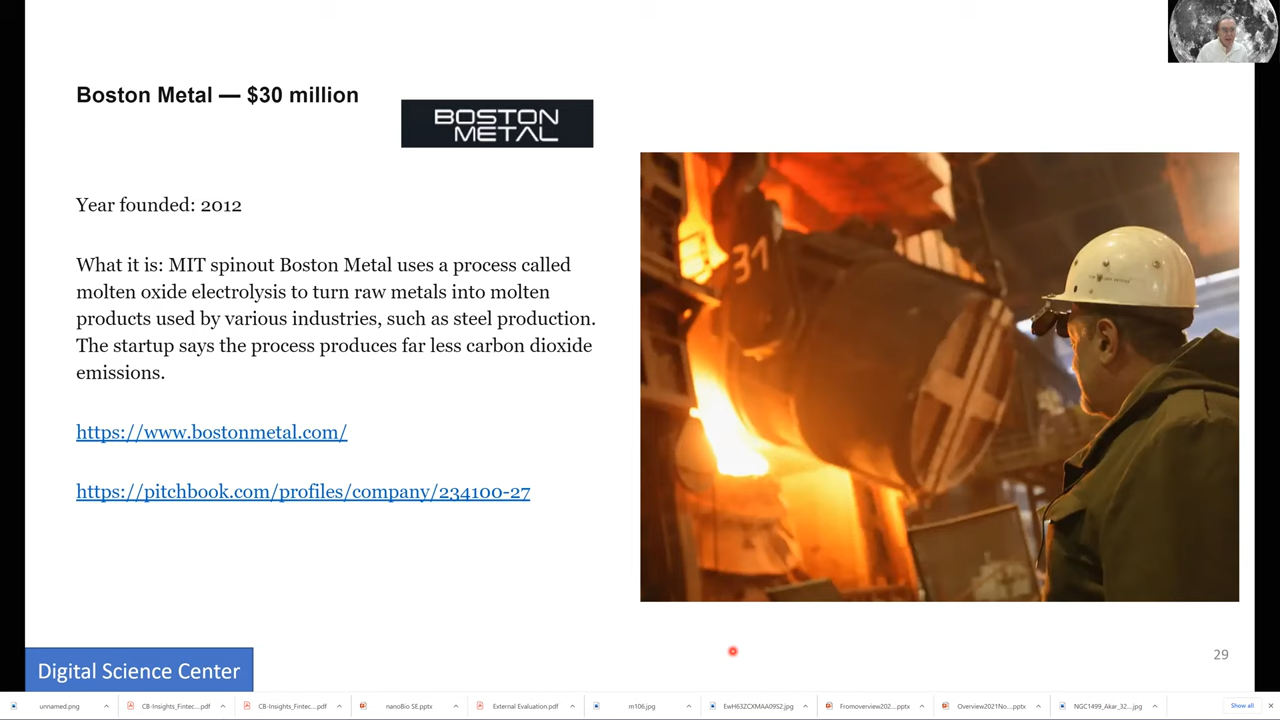 Boston Metal — $30 million
BOSTON
METAL
Year founded: 2012
What it is: MIT spinout Boston Metal uses a process called
molten oxide electrolysis to turn raw metals into molten
products used by various industries, such as steel production.
The startup says the process produces far less carbon dioxide
emissions.
https://www.bostonmetal.com/
https://pitchbook.com/profiles/company/234100-27
31
Digital Science Center
29
unnamed.png
CB-Insights_Fintec....pdf
CB-Insights_Fintec....pdf
nanoBio SE.pptx
External Evaluation.pdf
m106.jpg
EwH63ZCXMAA09S2.jpg
Fromoverview202....pptx
Overview2021No....pptx
NGC1499_Akar_32....jpg
Show all